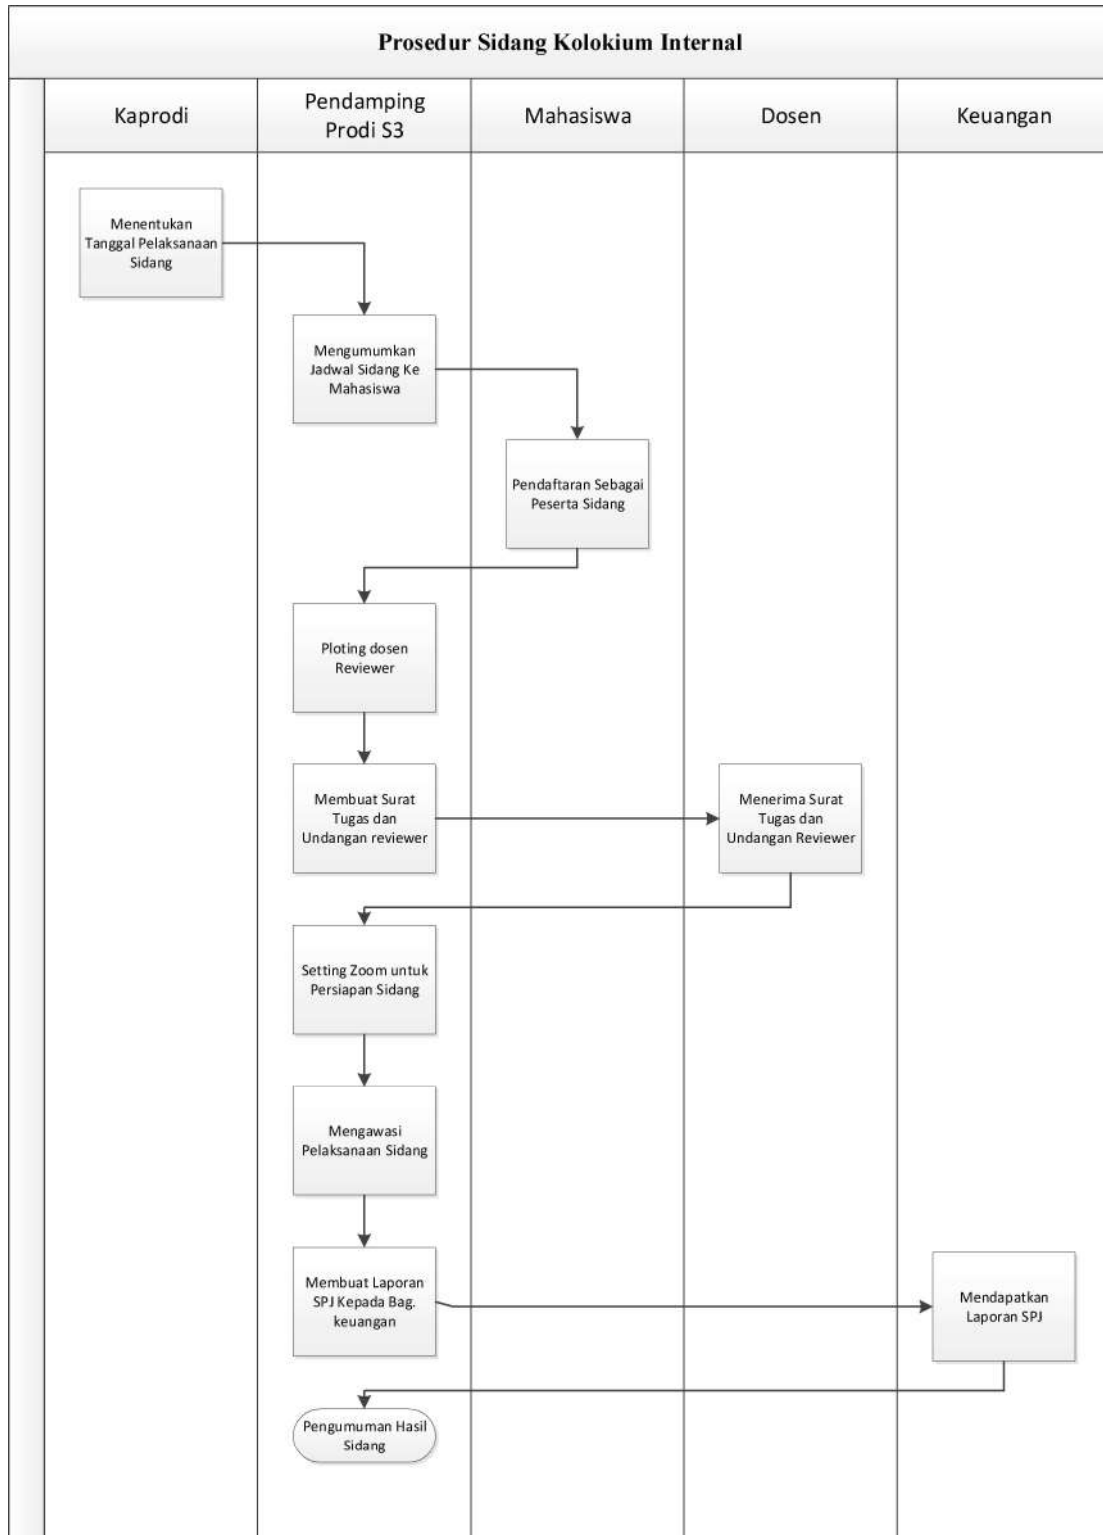 Prosedur Sidang Kolokium Internal
Kaprodi
Pendamping
Prodi S3
Mahasiswa
Dosen
Keuangan
Menentukan
Tanggal Pelaksanaan
Sidang
Mengumumkan
Jadwal Sidang Ke
Mahasiswa
Pendaftaran Sebagai
Peserta Sidang
Ploting dosen
Reviewer
Membuat Surat
Tugas dan
Undangan reviewer
Menerima Surat
Tugas dan
Undangan Reviewer
Setting Zoom untuk
Persiapan Sidang
Mengawasi
Pelaksanaan Sidang
Membuat Laporan
SPJ Kepada Bag.
keuangan
Mendapatkan
Laporan SPJ
Pengumuman Hasil
Sidang